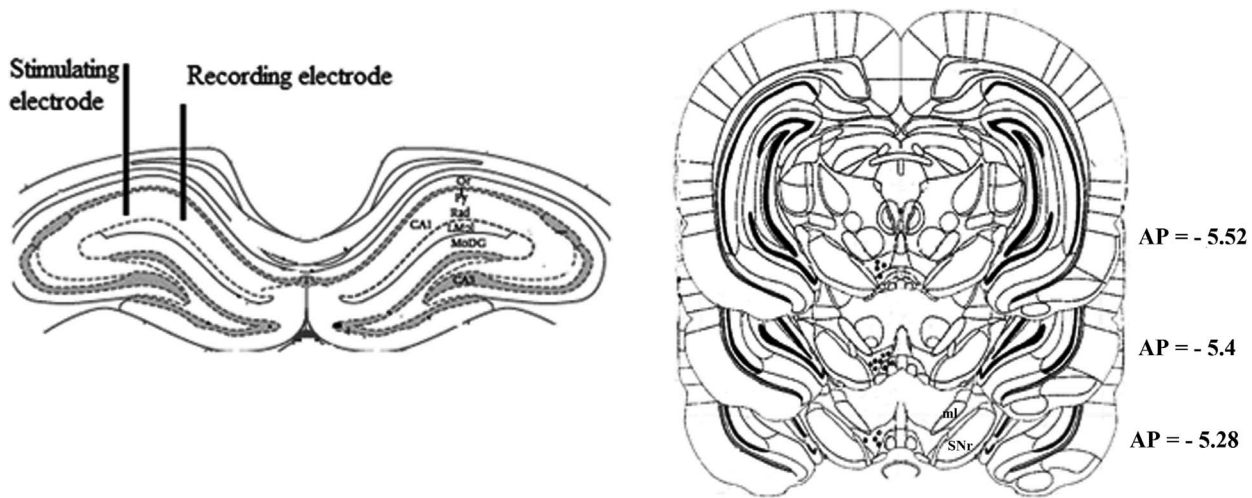 Stimulating
electrode
Recording electrode
Or
Py
Rad
CA1
LMol
MoDG
CA3
AP = - 5.52
AP = - 5.4
ml
SNr
AP = - 5.28